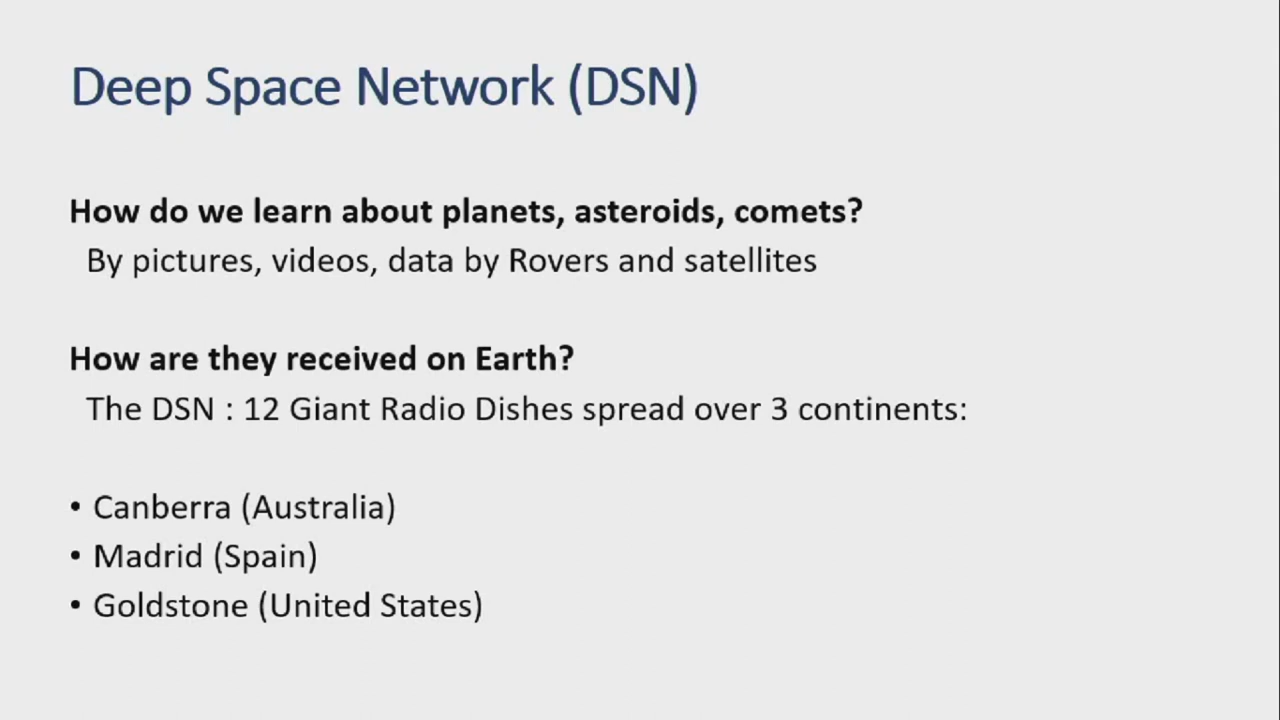 Deep Space Network (DSN)
How do we learn about planets, asteroids, comets?
By pictures, videos, data by Rovers and satellites
How are they received on Earth?
The DSN : 12 Giant Radio Dishes spread over 3 continents:
• Canberra (Australia)
• Madrid (Spain)
• Goldstone (United States)